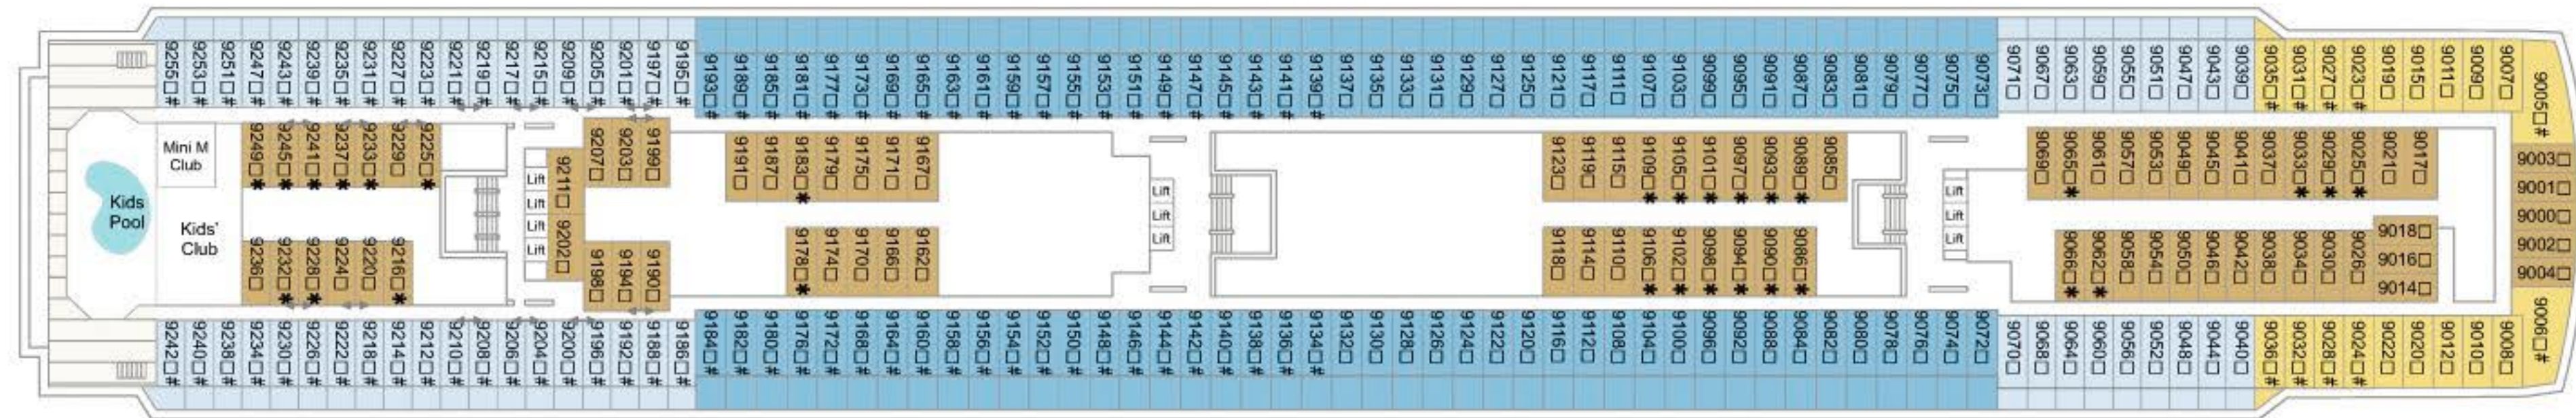 9255□# 9253□# 9251□# 9247□# 9243□# 9239□# 9235□# 9231□# 9227□# 9223□# 9221□# 9219□# 9217□# 9215□# 9209□# 9205□# 9201□# 9197□# 9195□# 9193□# 9189□# 9185□# 9181□# 9177□# 9173□# 9169□# 9165□# 9163□# 9161□# 9159□# 9157□# 9155□# 9153□# 9151□# 9149□# 9147□# 9145□# 9143□# 9141□# 9139□# 9137□ 9135□ 9133□ 9131□ 9129□ 9127□ 9125□ 9121□ 9117□ 9111□ 9107□ 9103□ 9099□ 9095□ 9091□ 9087□ 9083□ 9081□ 9079□ 9077□ 9075□ 9073□ 9071□ 9067□ 9063□ 9059□ 9055□ 9051□ 9047□ 9043□ 9039□ 9035□# 9031□# 9027□# 9023□# 9019□ 9015□ 9011□ 9009□ 9007□ 9005□#
Mini M
Club
9249□* 9245□* 9241□* 9237□* 9233□* 9229□ 9225□* 9207□ 9203□ 9199□ 9191□ 9187□ 9183□* 9179□ 9175□ 9171□ 9167□ 9123□ 9119□ 9115□ 9109□* 9105□* 9101□* 9097□* 9093□* 9089□* 9085□ 9069□ 9065□* 9061□ 9057□ 9053□ 9049□ 9045□ 9041□ 9037□ 9033□* 9029□* 9025□* 9021□ 9017□
9003□
9001□
9000□
9002□
9004□
Kids
Pool
Kids'
Club
Lift
Lift
Lift
Lift
9211□
9202□
Lift
Lift
Lift
Lift
Lift
Lift
9018□
9016□
9014□
9236□ 9232□* 9228□* 9224□ 9220□ 9216□* 9198□ 9194□ 9190□ 9178□* 9174□ 9170□ 9166□ 9162□ 9118□ 9114□ 9110□ 9106□* 9102□* 9098□* 9094□* 9090□* 9086□* 9066□* 9062□* 9058□ 9054□ 9050□ 9046□ 9042□ 9038□ 9034□ 9030□ 9026□
9242□# 9240□# 9238□# 9234□# 9230□# 9226□# 9222□# 9218□# 9214□# 9212□# 9210□# 9208□# 9206□# 9204□# 9200□# 9196□# 9192□# 9188□# 9186□# 9184□# 9182□# 9180□# 9176□# 9172□# 9168□# 9164□# 9160□# 9158□# 9156□# 9154□# 9152□# 9150□# 9148□# 9146□# 9144□# 9142□# 9140□# 9138□# 9136□# 9134□# 9132□ 9130□ 9128□ 9126□ 9124□ 9122□ 9120□ 9116□ 9112□ 9108□ 9104□ 9100□ 9096□ 9092□ 9088□ 9084□ 9082□ 9080□ 9078□ 9076□ 9074□ 9072□ 9070□ 9068□ 9064□ 9060□ 9056□ 9052□ 9048□ 9044□ 9040□ 9036□# 9032□# 9028□# 9024□# 9022□ 9020□ 9012□ 9010□ 9008□ 9006□#